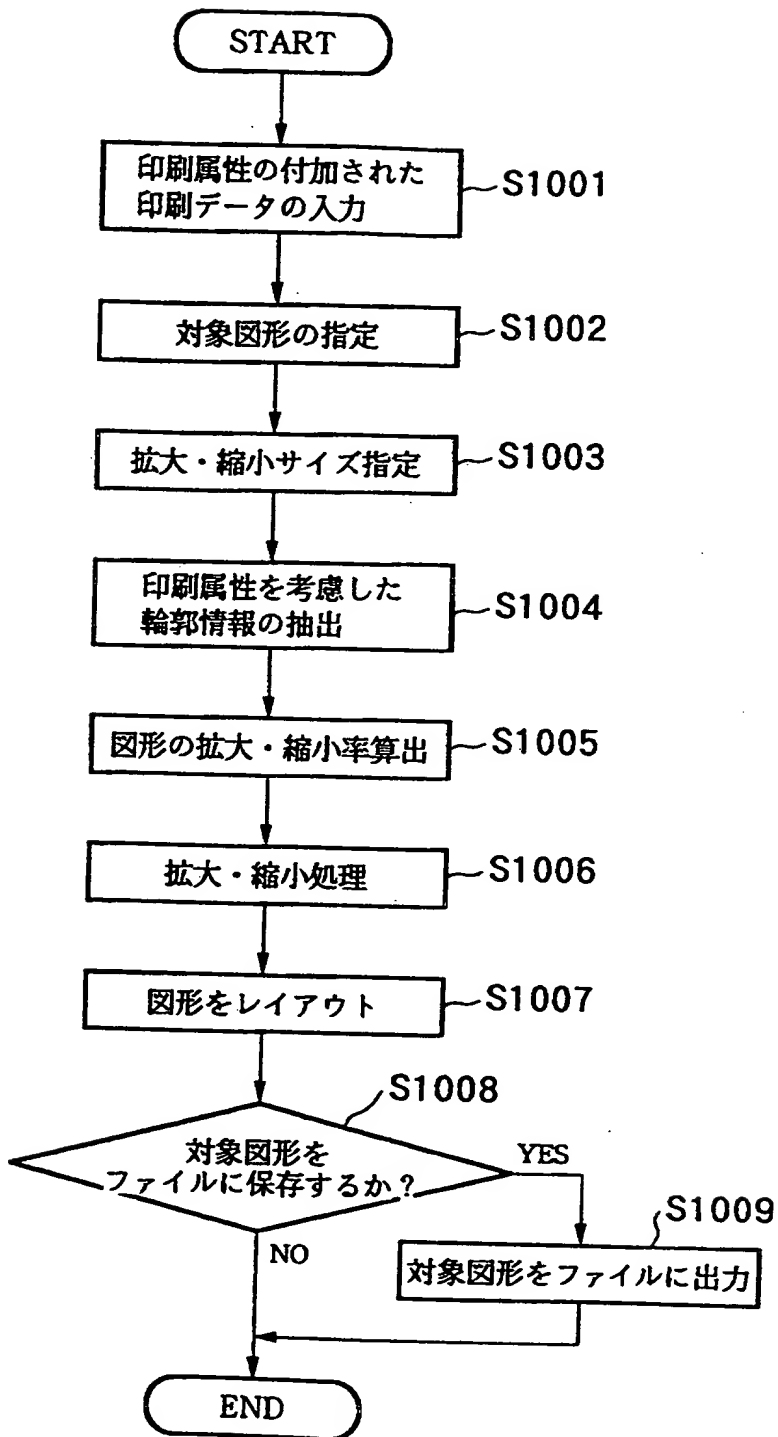 START
印刷属性の付加された
印刷データの入力
S1001
対象図形の指定
S1002
拡大・縮小サイズ指定
S1003
印刷属性を考慮した
輪郭情報の抽出
S1004
図形の拡大・縮小率算出
S1005
拡大・縮小処理
S1006
図形をレイアウト
S1007
S1008
対象図形を
ファイルに保存するか？
YES
NO
S1009
対象図形をファイルに出力
END